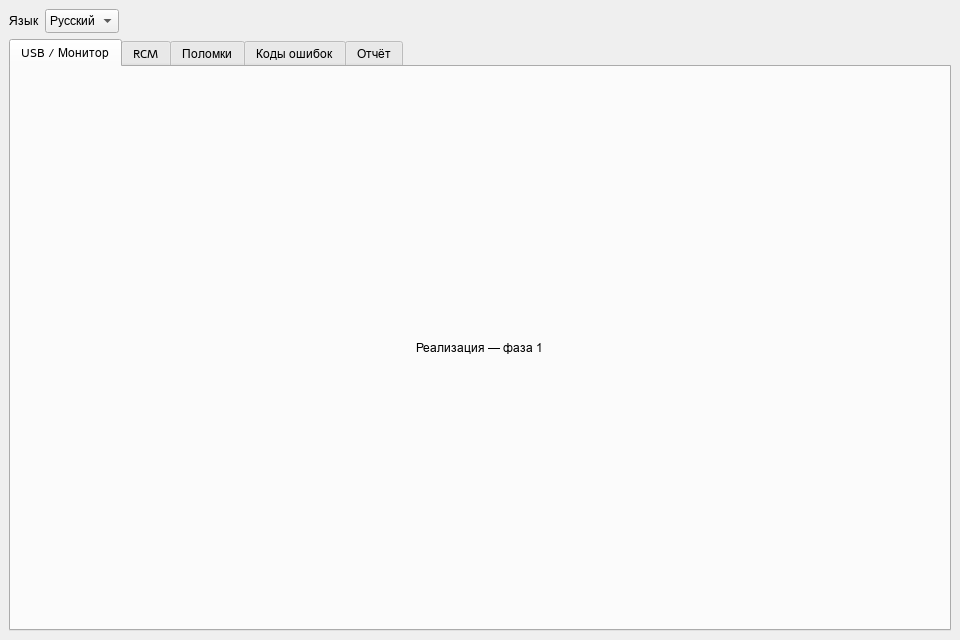 Язык Русский
USB / Монитор RCM Поломки Коды ошибок Отчёт
Реализация — фаза 1